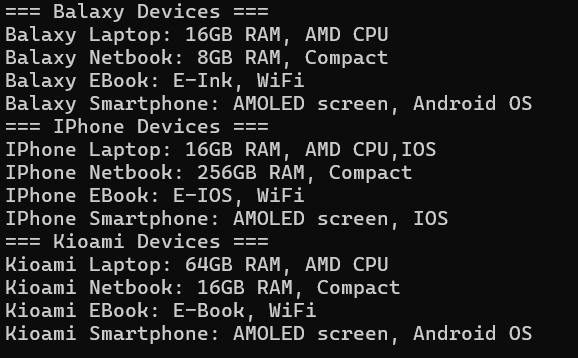 === Balaxy Devices ===
Balaxy Laptop: 16GB RAM, AMD CPU
Balaxy Netbook: 8GB RAM, Compact
Balaxy EBook: E-Ink, WiFi
Balaxy Smartphone: AMOLED screen, Android OS
=== IPhone Devices ===
IPhone Laptop: 16GB RAM, AMD CPU,IOS
IPhone Netbook: 256GB RAM, Compact
IPhone EBook: E-IOS, WiFi
IPhone Smartphone: AMOLED screen, IOS
=== Kioami Devices ===
Kioami Laptop: 64GB RAM, AMD CPU
Kioami Netbook: 16GB RAM, Compact
Kioami EBook: E-Book, WiFi
Kioami Smartphone: AMOLED screen, Android OS